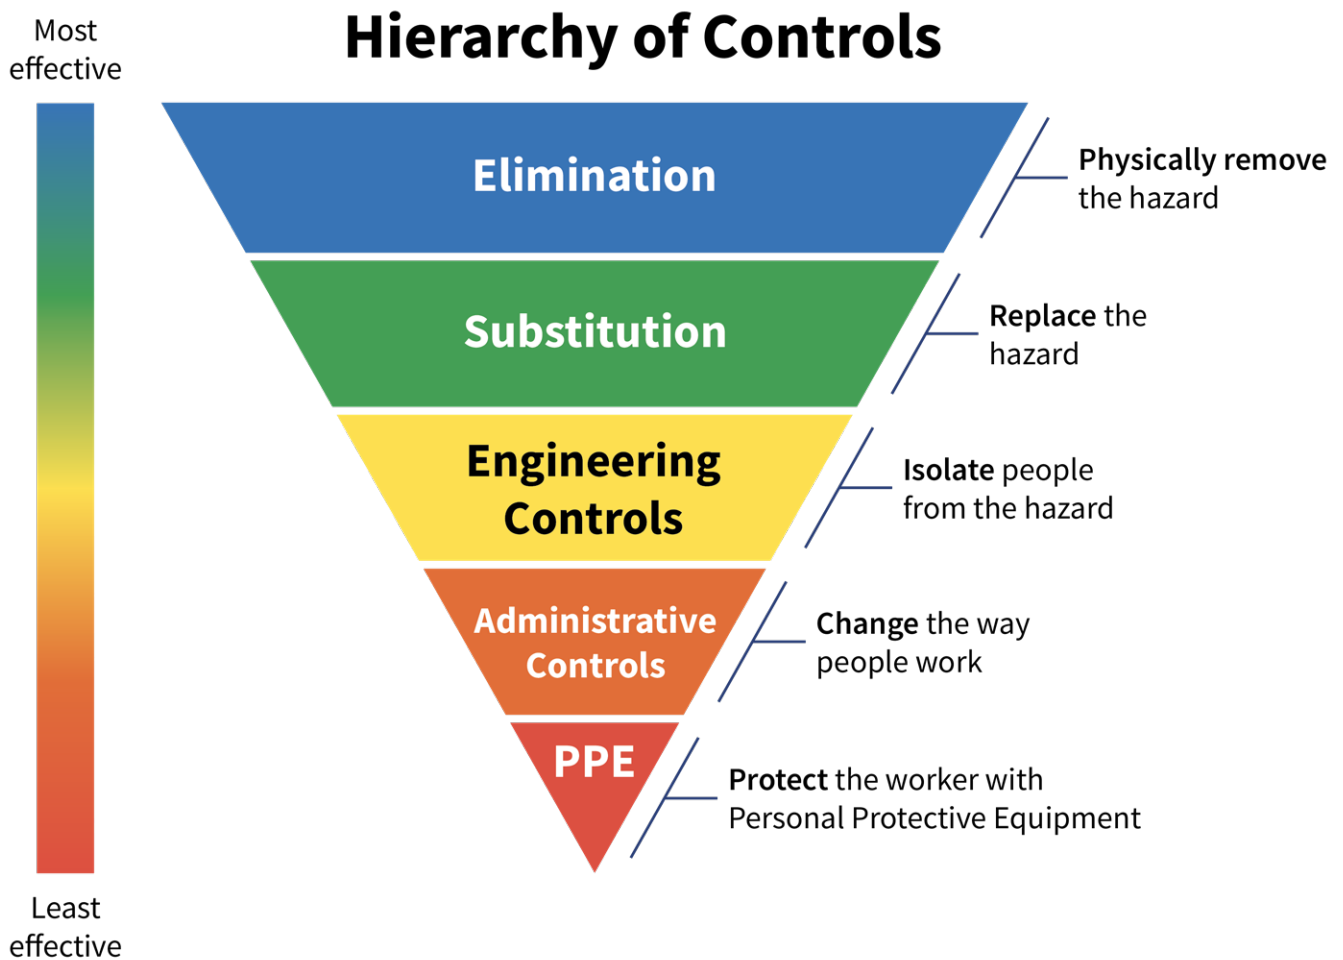 Hierarchy of Controls
Most
effective
Elimination
Physically remove
the hazard
Substitution
Replace the
hazard
Engineering
Controls
Isolate people
from the hazard
Administrative
Controls
Change the way
people work
PPE
Protect the worker with
Personal Protective Equipment
Least
effective